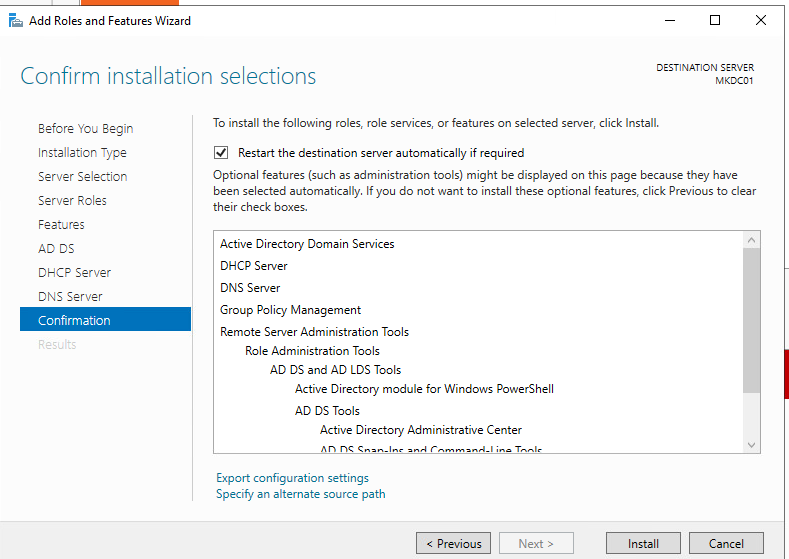 Add Roles and Features Wizard
Confirm installation selections
DESTINATION SERVER
MKDC01
Before You Begin
Installation Type
Server Selection
Server Roles
Features
AD DS
DHCP Server
DNS Server
Confirmation
Results
To install the following roles, role services, or features on selected server, click Install.
Restart the destination server automatically if required
Optional features (such as administration tools) might be displayed on this page because they have
been selected automatically. If you do not want to install these optional features, click Previous to clear
their check boxes.
Active Directory Domain Services
DHCP Server
DNS Server
Group Policy Management
Remote Server Administration Tools
Role Administration Tools
AD DS and AD LDS Tools
Active Directory module for Windows PowerShell
AD DS Tools
Active Directory Administrative Center
AD DS Snap-Ins and Command-Line Tools
Export configuration settings
Specify an alternate source path
< Previous
Next >
Install
Cancel